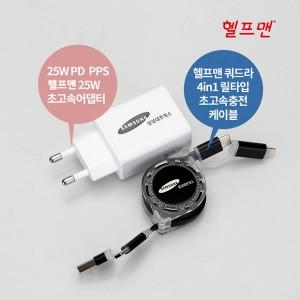 헬프맨
25W PD PPS
헬프맨 25W
초고속어댑터
헬프맨 쿼드라
4in1 릴타입
초고속충전
케이블
SAMSUNG
SAMSUNG